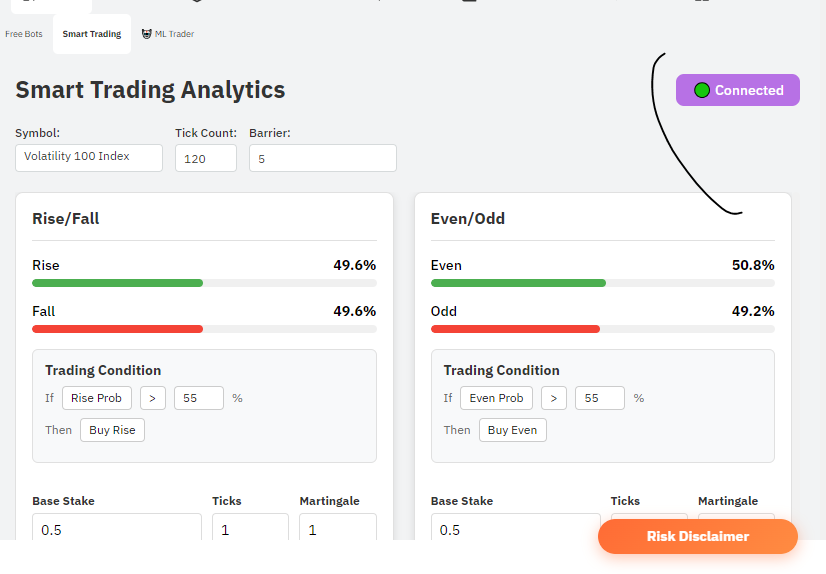 Free Bots Smart Trading ML Trader
Smart Trading Analytics
Connected
Symbol: Tick Count: Barrier:
Volatility 100 Index 120 5
Rise/Fall
Rise 49.6%
Fall 49.6%
Trading Condition
If Rise Prob > 55 %
Then Buy Rise
Base Stake Ticks Martingale
0.5 1 1
Even/Odd
Even 50.8%
Odd 49.2%
Trading Condition
If Even Prob > 55 %
Then Buy Even
Base Stake Ticks Martingale
0.5
Risk Disclaimer